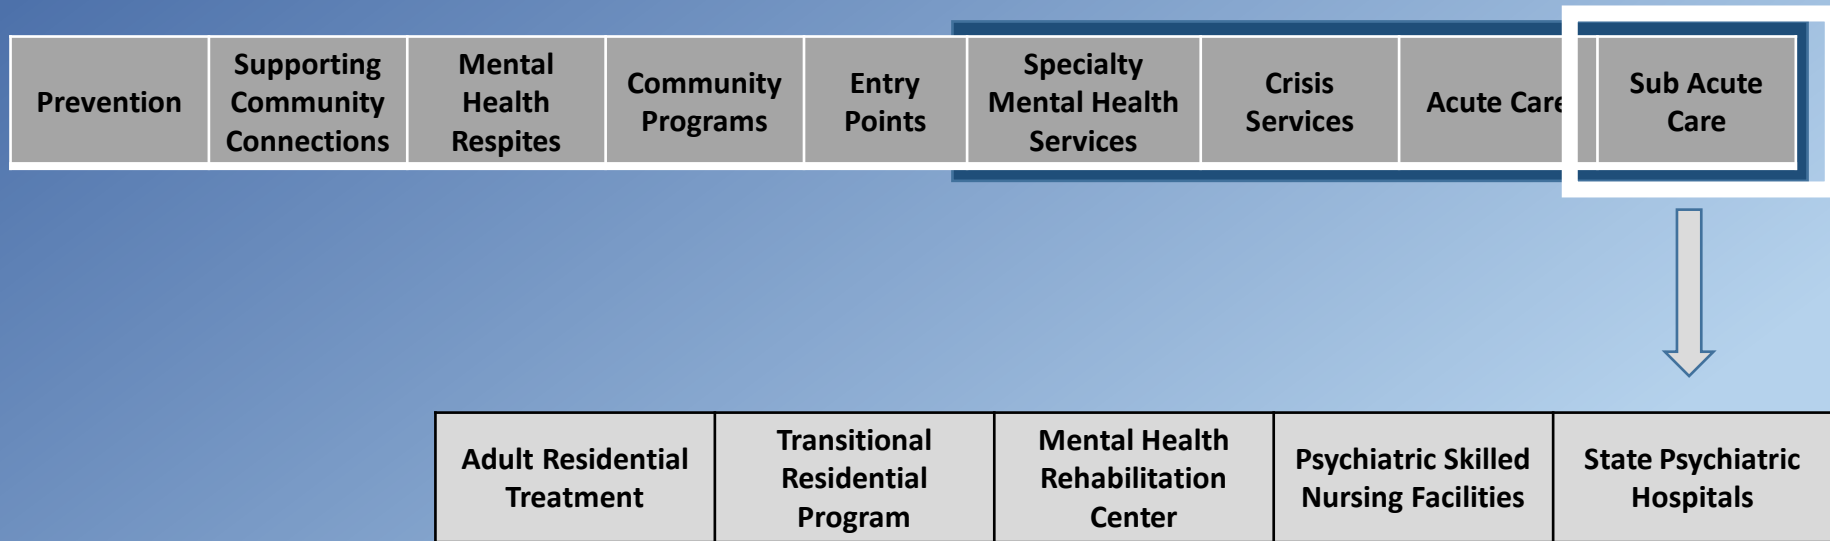 Prevention
Supporting
Community
Connections
Mental
Health
Respites
Community
Programs
Entry
Points
Specialty
Mental Health
Services
Crisis
Services
Acute Care
Sub Acute
Care
Adult Residential
Treatment
Transitional
Residential
Program
Mental Health
Rehabilitation
Center
Psychiatric Skilled
Nursing Facilities
State Psychiatric
Hospitals